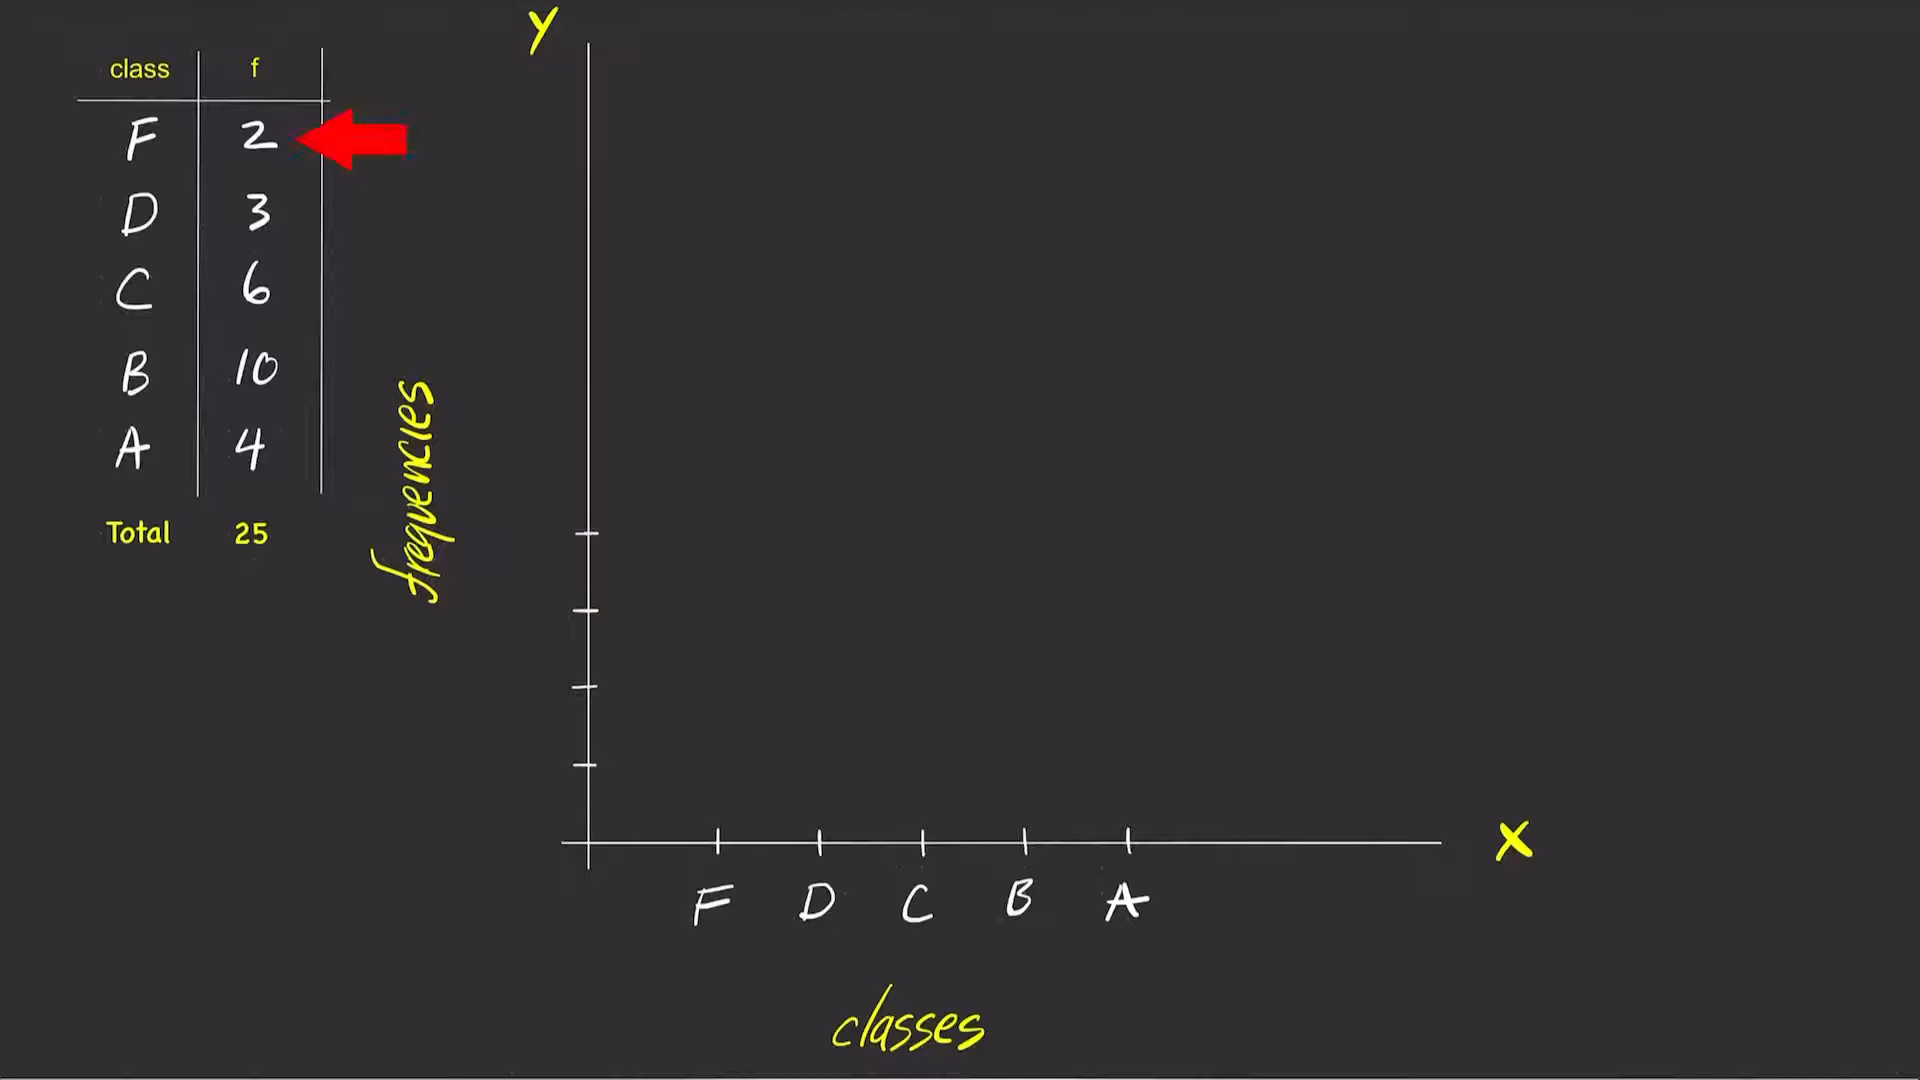 Y
class f
F 2
D 3
C 6
B 10
A 4
Total 25
frequencies
X
F D C B A
classes